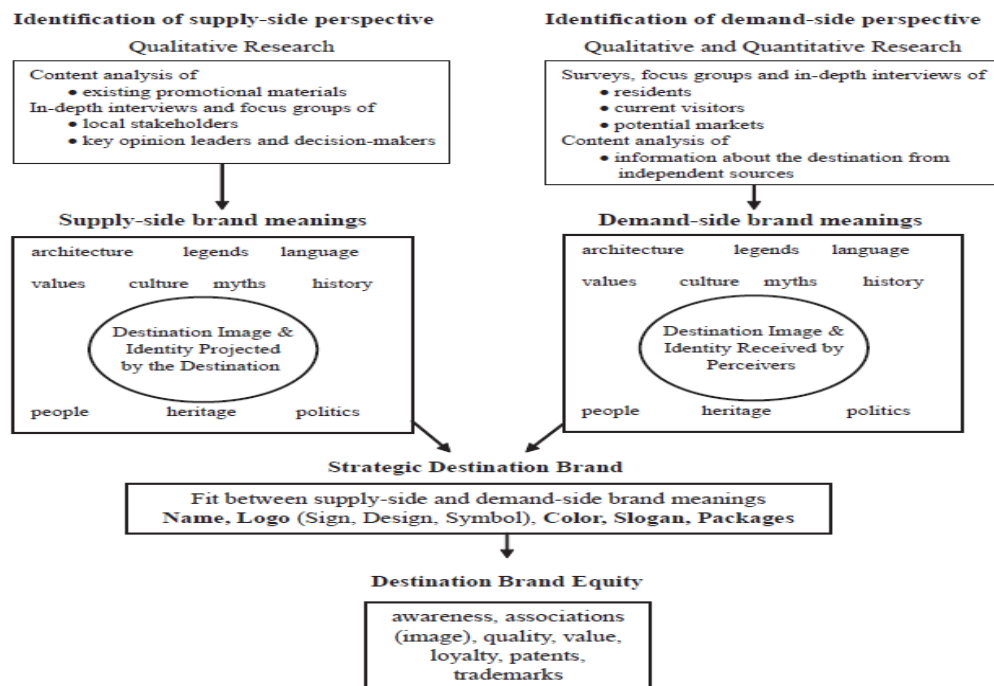 Identification of supply-side perspective
Qualitative Research
Content analysis of
• existing promotional materials
In-depth interviews and focus groups of
• local stakeholders
• key opinion leaders and decision-makers
Identification of demand-side perspective
Qualitative and Quantitative Research
Surveys, focus groups and in-depth interviews of
• residents
• current visitors
• potential markets
Content analysis of
• information about the destination from
independent sources
Supply-side brand meanings
architecture legends language
values culture myths history
Destination Image &
Identity Projected
by the Destination
people heritage politics
Demand-side brand meanings
architecture legends language
values culture myths history
Destination Image &
Identity Received by
Perceivers
people heritage politics
Strategic Destination Brand
Fit between supply-side and demand-side brand meanings
Name, Logo (Sign, Design, Symbol), Color, Slogan, Packages
Destination Brand Equity
awareness, associations
(image), quality, value,
loyalty, patents,
trademarks